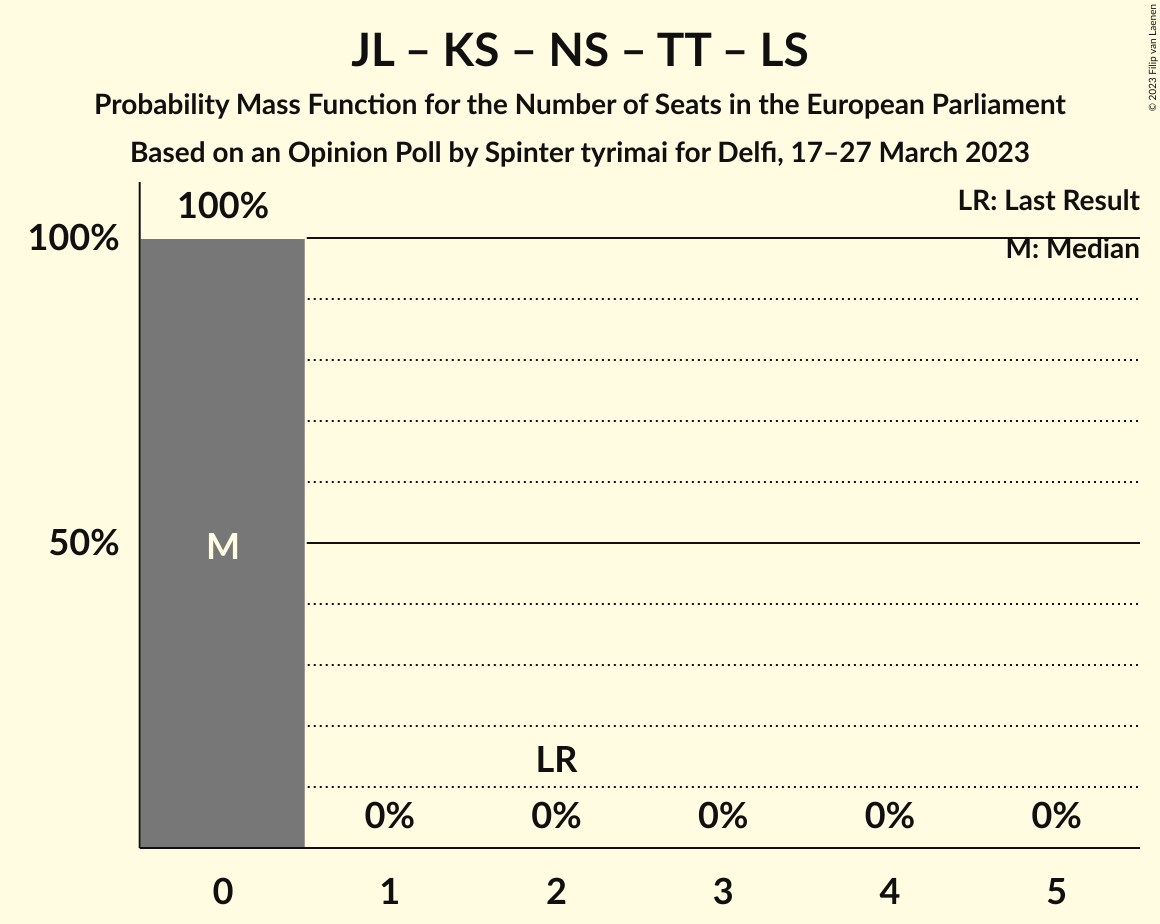 JL – KS – NS – TT – LS
Probability Mass Function for the Number of Seats in the European Parliament
Based on an Opinion Poll by Spinter tyrimai for Delfi, 17–27 March 2023
© 2023 Filip van Laenen
LR: Last Result
M: Median
100%
100%
50%
M
LR
0% 0% 0% 0% 0%
0 1 2 3 4 5